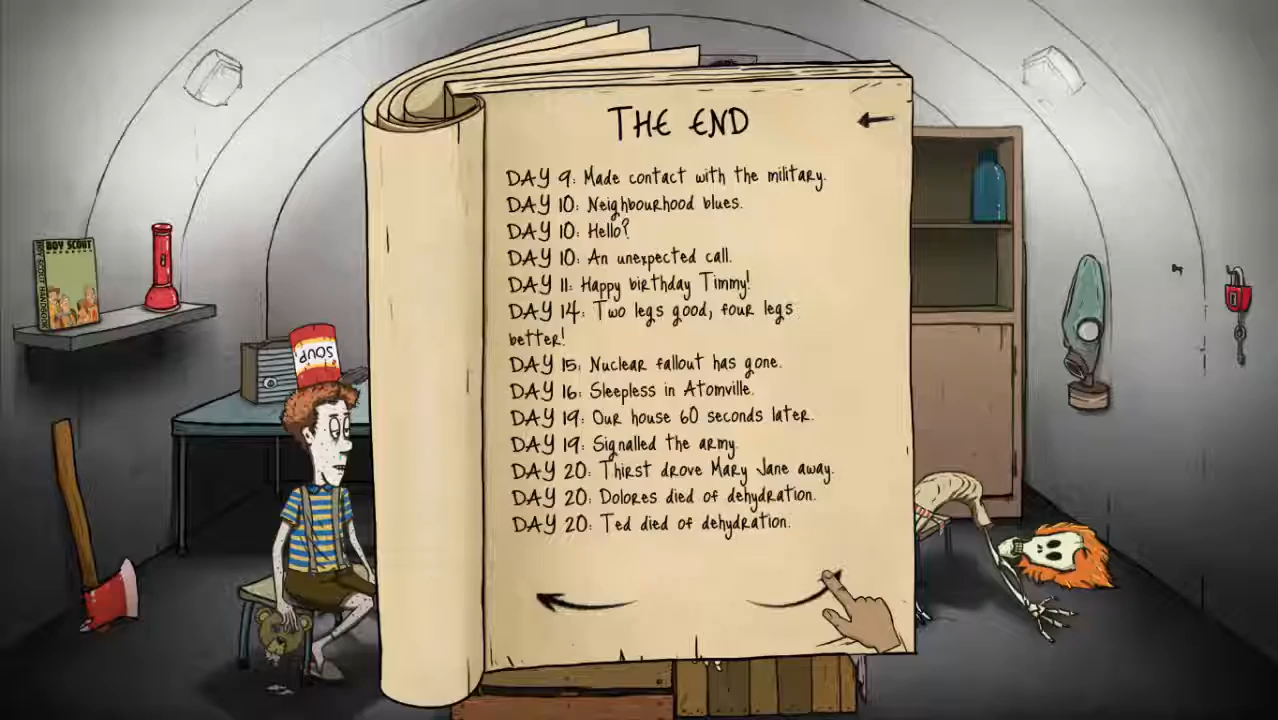 THE END
DAY 9: Made contact with the military.
DAY 10: Neighbourhood blues.
DAY 10: Hello?
DAY 10: An unexpected call.
DAY 11: Happy birthday Timmy!
DAY 14: Two legs good, four legs
better!
DAY 15: Nuclear fallout has gone.
DAY 16: Sleepless in Atomville.
DAY 19: Our house 60 seconds later.
DAY 19: Signalled the army.
DAY 20: Thirst drove Mary Jane away.
DAY 20: Dolores died of dehydration.
DAY 20: Ted died of dehydration.
BOY SCOUT
BOY SCOUT HANDBOOK
SOUP